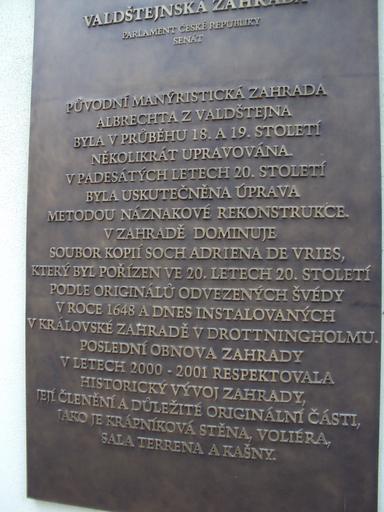 VALDŠTEJNSKÁ ZAHRADA
PARLAMENT ČESKÉ REPUBLIKY
SENÁT
PŮVODNÍ MANÝRISTICKÁ ZAHRADA
ALBRECHTA Z VALDŠTEJNA
BYLA V PRŮBĚHU 18. A 19. STOLETÍ
NĚKOLIKRÁT UPRAVOVÁNA.
V PADESÁTÝCH LETECH 20. STOLETÍ
BYLA USKUTEČNĚNA ÚPRAVA
METODOU NÁZNAKOVÉ REKONSTRUKCE.
V ZAHRADĚ DOMINUJE
SOUBOR KOPIÍ SOCH ADRIENA DE VRIES,
KTERÝ BYL POŘÍZEN VE 20. LETECH 20. STOLETÍ
PODLE ORIGINÁLŮ ODVEZENÝCH ŠVÉDY
V ROCE 1648 A DNES INSTALOVANÝCH
V KRÁLOVSKÉ ZAHRADĚ V DROTTNINGHOLMU.
POSLEDNÍ OBNOVA ZAHRADY
V LETECH 2000 - 2001 RESPEKTOVALA
HISTORICKÝ VÝVOJ ZAHRADY,
JEJÍ ČLENĚNÍ A DŮLEŽITÉ ORIGINÁLNÍ ČÁSTI,
JAKO JE KRÁPNÍKOVÁ STĚNA, VOLIÉRA,
SALA TERRENA A KAŠNY.